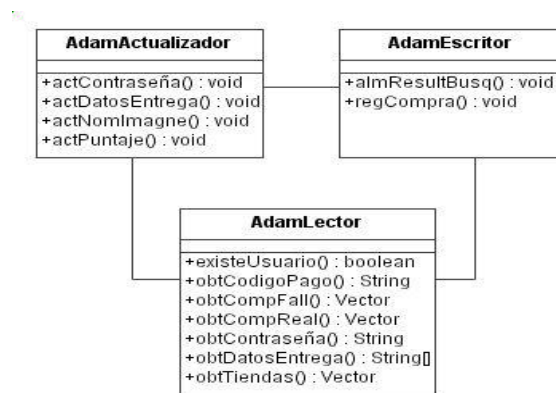 AdamActualizador
+actContraseña() : void
+actDatosEntrega() : void
+actNomImagne() : void
+actPuntaje() : void
AdamEscritor
+almResultBusq() : void
+regCompra() : void
AdamLector
+existeUsuario() : boolean
+obtCodigoPago() : String
+obtCompFall() : Vector
+obtCompReal() : Vector
+obtContraseña() : String
+obtDatosEntrega() : String[]
+obtTiendas() : Vector